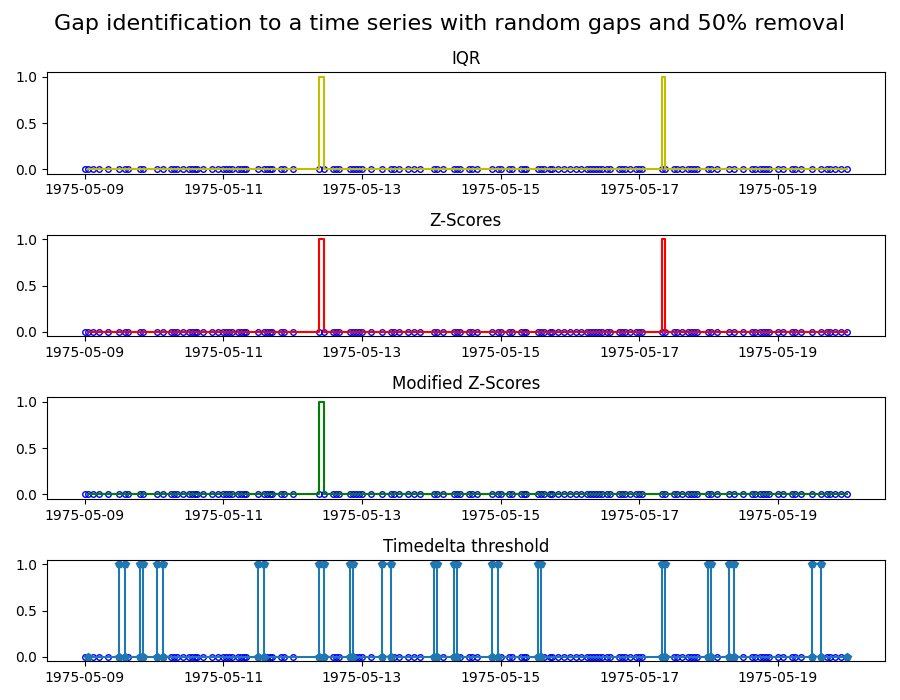 Gap identification to a time series with random gaps and 50% removal
IQR
1.0
0.5
0.0
1975-05-09 1975-05-11 1975-05-13 1975-05-15 1975-05-17 1975-05-19
Z-Scores
1.0
0.5
0.0
1975-05-09 1975-05-11 1975-05-13 1975-05-15 1975-05-17 1975-05-19
Modified Z-Scores
1.0
0.5
0.0
1975-05-09 1975-05-11 1975-05-13 1975-05-15 1975-05-17 1975-05-19
Timedelta threshold
1.0
0.5
0.0
1975-05-09 1975-05-11 1975-05-13 1975-05-15 1975-05-17 1975-05-19